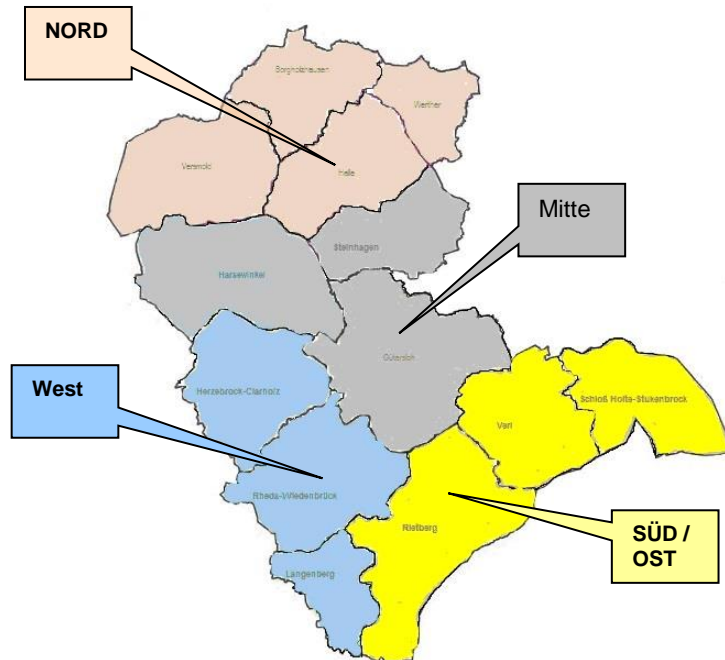 NORD
Borgholzhausen
Werther
Versmold
Halle
Mitte
Steinhagen
Harsewinkel
Gütersloh
West
Herzebrock-Clarholz
Schloß Holte-Stukenbrock
Verl
Rheda-Wiedenbrück
Rietberg
SÜD /
OST
Langenberg